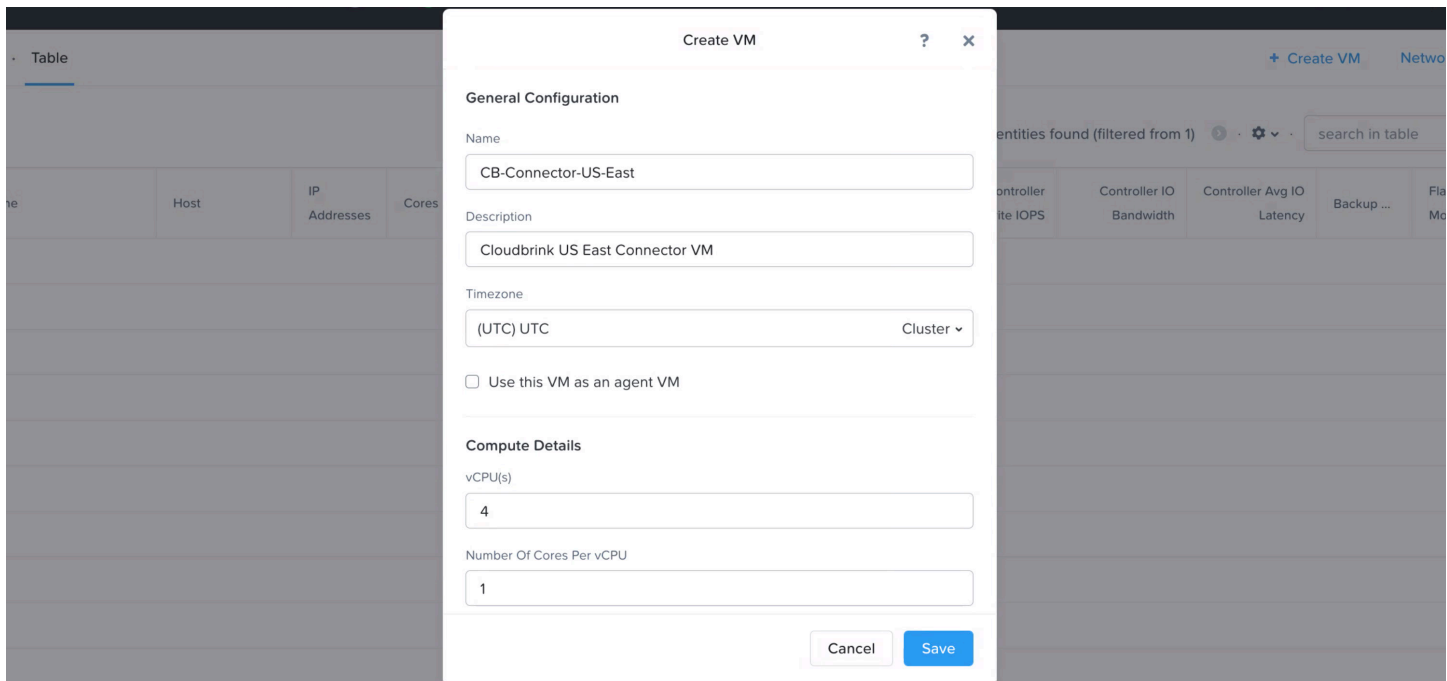 Create VM ? ×
· Table
+ Create VM
General Configuration
Name
CB-Connector-US-East
entities found (filtered from 1) · · search in table
Host
IP
Addresses
Cores
Controller IO
Bandwidth
Controller Avg IO
Latency
Backup ...
Description
Cloudbrink US East Connector VM
Timezone
(UTC) UTC Cluster
Use this VM as an agent VM
Compute Details
vCPU(s)
4
Number Of Cores Per vCPU
1
Cancel Save